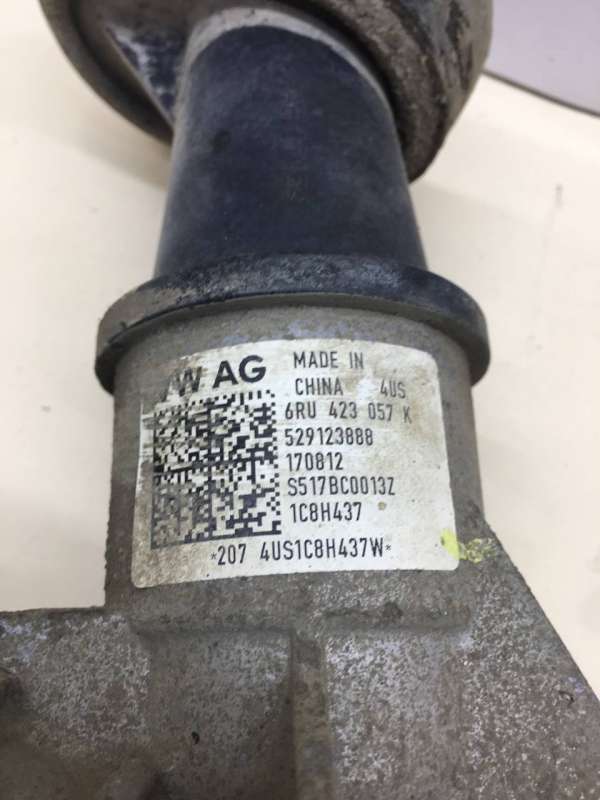 VW AG
MADE IN
CHINA 4US
6RU 423 057 K
529123888
170812
S517BC0013Z
1C8H437
*207 4US1C8H437W*